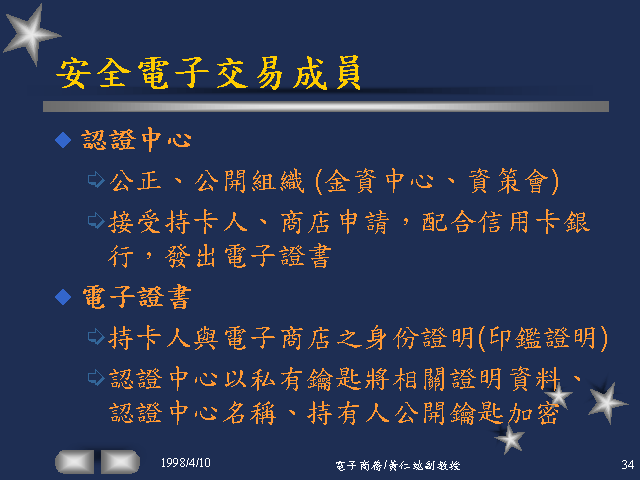 安全電子交易成員
認證中心
公正、公開組織 (金資中心、資策會)
接受持卡人、商店申請，配合信用卡銀
行，發出電子證書
電子證書
持卡人與電子商店之身份證明(印鑑證明)
認證中心以私有鑰匙將相關證明資料、
認證中心名稱、持有人公開鑰匙加密
1998/4/10
電子商務/黃仁竑副教授
34